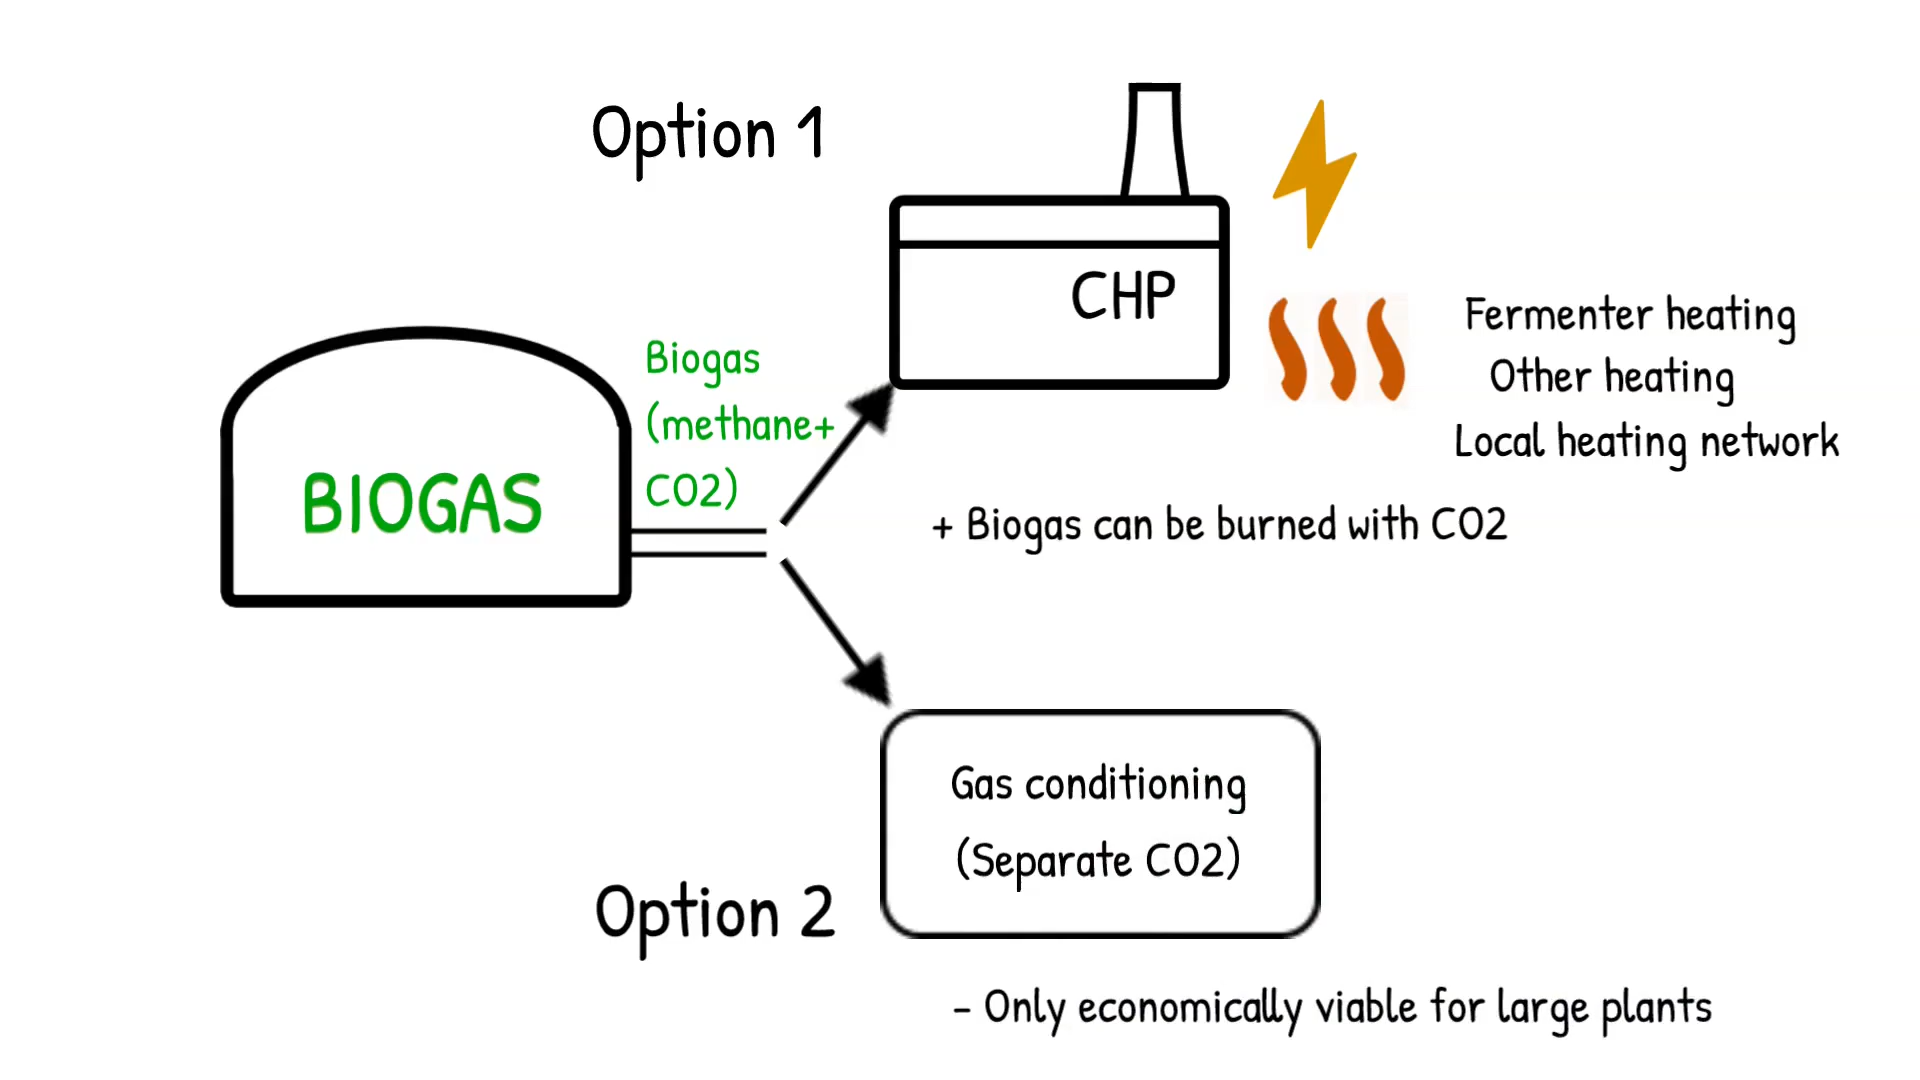 Option 1
CHP
Fermenter heating
Other heating
Local heating network
Biogas
(methane+
CO2)
BIOGAS
+ Biogas can be burned with CO2
Gas conditioning
(Separate CO2)
Option 2
- Only economically viable for large plants